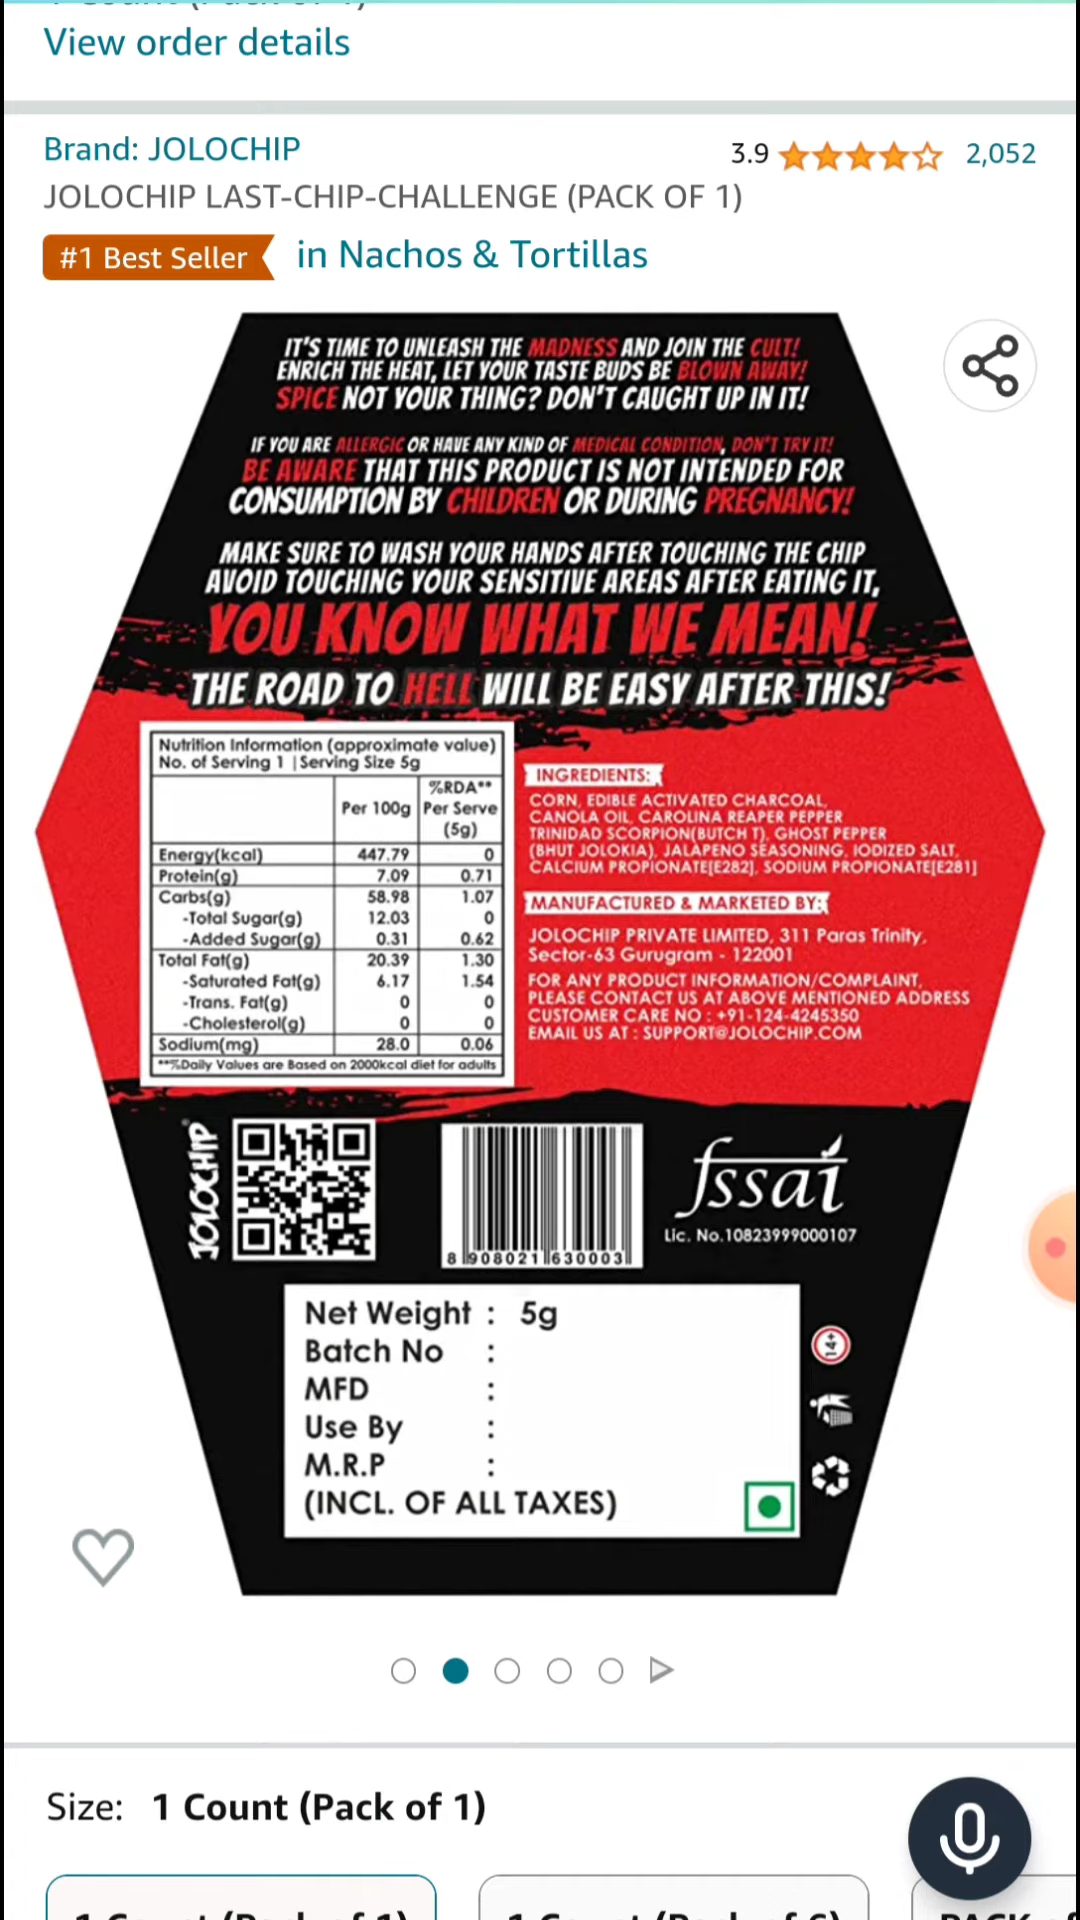 View order details
Brand: JOLOCHIP
3.9
2,052
JOLOCHIP LAST-CHIP-CHALLENGE (PACK OF 1)
#1 Best Seller in Nachos & Tortillas
IT'S TIME TO UNLEASH THE MADNESS AND JOIN THE CULT!
ENRICH THE HEAT, LET YOUR TASTE BUDS BE BLOWN AWAY!
SPICE NOT YOUR THING? DON'T CAUGHT UP IN IT!
IF YOU ARE ALLERGIC OR HAVE ANY KIND OF MEDICAL CONDITION, DON'T TRY IT!
BE AWARE THAT THIS PRODUCT IS NOT INTENDED FOR
CONSUMPTION BY CHILDREN OR DURING PREGNANCY!
MAKE SURE TO WASH YOUR HANDS AFTER TOUCHING THE CHIP
AVOID TOUCHING YOUR SENSITIVE AREAS AFTER EATING IT,
YOU KNOW WHAT WE MEAN!
THE ROAD TO HELL WILL BE EASY AFTER THIS!
Nutrition Information (approximate value)
No. of Serving 1 | Serving Size 5g
Per 100g
%RDA**
Per Serve
(5g)
Energy(kcal) 447.79 0
Protein(g) 7.09 0.71
Carbs(g) 58.98 1.07
-Total Sugar(g) 12.03 0
-Added Sugar(g) 0.31 0.62
Total Fat(g) 20.39 1.30
-Saturated Fat(g) 6.17 1.54
-Trans. Fat(g) 0 0
-Cholesterol(g) 0 0
Sodium(mg) 28.0 0.06
**%Daily Values are Based on 2000kcal diet for adults
INGREDIENTS:
CORN, EDIBLE ACTIVATED CHARCOAL,
CANOLA OIL, CAROLINA REAPER PEPPER
TRINIDAD SCORPION(BUTCH T), GHOST PEPPER
(BHUT JOLOKIA), JALAPENO SEASONING, IODIZED SALT,
CALCIUM PROPIONATE[E282], SODIUM PROPIONATE[E281]
MANUFACTURED & MARKETED BY:
JOLOCHIP PRIVATE LIMITED, 311 Paras Trinity,
Sector-63 Gurugram - 122001
FOR ANY PRODUCT INFORMATION/COMPLAINT,
PLEASE CONTACT US AT ABOVE MENTIONED ADDRESS
CUSTOMER CARE NO : +91-124-4245350
EMAIL US AT : SUPPORT@JOLOCHIP.COM
JOLOCHIP
8 908021 630003
fssai
Lic. No.10823999000107
Net Weight : 5g
Batch No :
MFD :
Use By :
M.R.P :
(INCL. OF ALL TAXES)
14+
Size: 1 Count (Pack of 1)